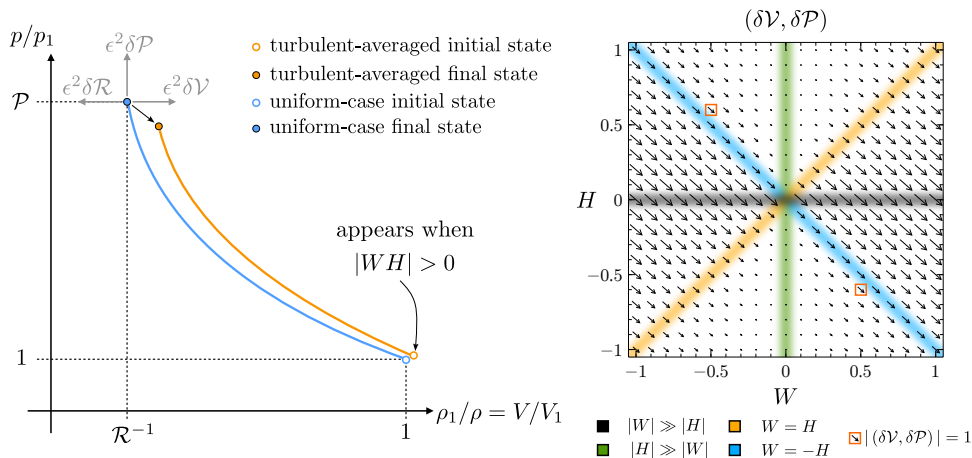 p/p₁
ϵ²δ𝒫
ϵ²δℛ
ϵ²δ𝒱
𝒫
turbulent-averaged initial state
turbulent-averaged final state
uniform-case initial state
uniform-case final state
appears when
|WH| > 0
1
ℛ⁻¹
1
ρ₁/ρ = V/V₁
(δ𝒱, δ𝒫)
1
0.5
H
0
−0.5
−1
−1
−0.5
0
0.5
1
W
|W| ≫ |H|
W = H
|H| ≫ |W|
W = −H
|(δ𝒱, δ𝒫)| = 1